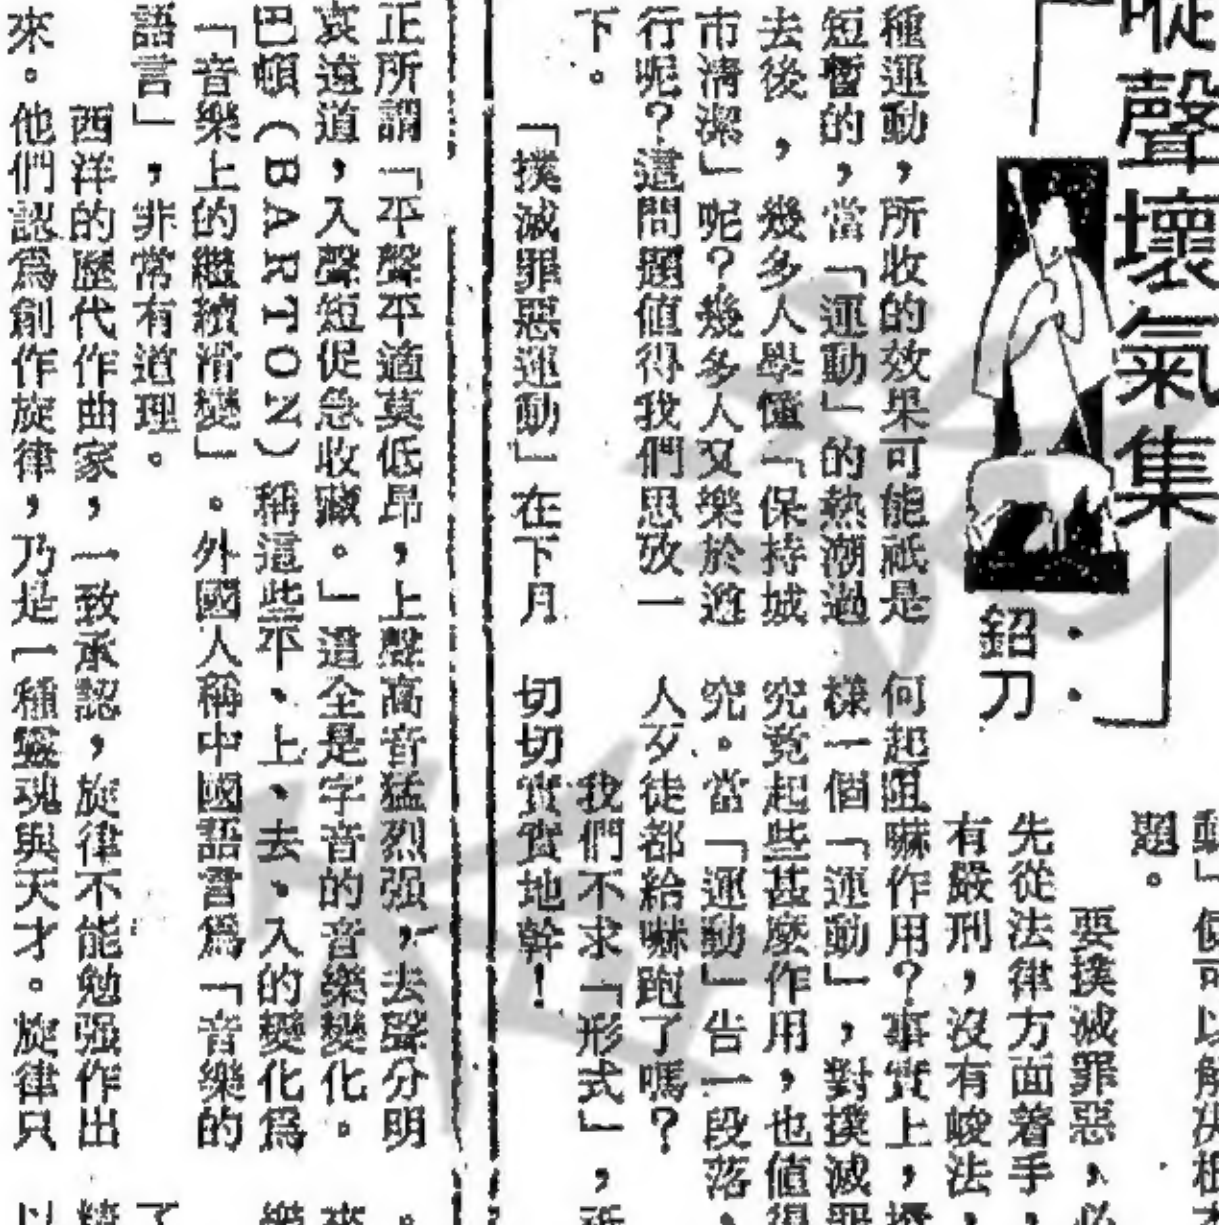 聲壞氣集
・・鉊刀
題。
要撲滅罪惡、必
先從法律方面着手,
有嚴刑,沒有峻法,
種運動,所收的效果可能祇是
短暫的,當「運動」的熱潮過
去後,幾多人學懂「保持城
市清潔」呢?幾多人又樂於遵
行呢?這問題值得我們思攷一
下。
「撲滅罪惡運動」在下月
何起阻嚇作用?事實上,
樣一個「運動」,對撲滅罪
究竟起些甚麼作用,也值得
究。當「運動」告一段落,
人歹徒都給嚇跑了嗎?
我們不求「形式」,祇
切切實實地幹!
正所謂「平聲平適莫低昂,上聲高音猛烈强,去聲分明
哀遠道,入聲短促急收藏。」這全是字音的音樂變化。
巴頓(BARTON)稱這些平、上、去、入的變化爲
「音樂上的繼續滑變」。外國人稱中國語言爲「音樂的
語言」,非常有道理。
西洋的歷代作曲家,一致承認,旋律不能勉强作出
來。他們認爲創作旋律,乃是一種靈魂與天才。旋律只